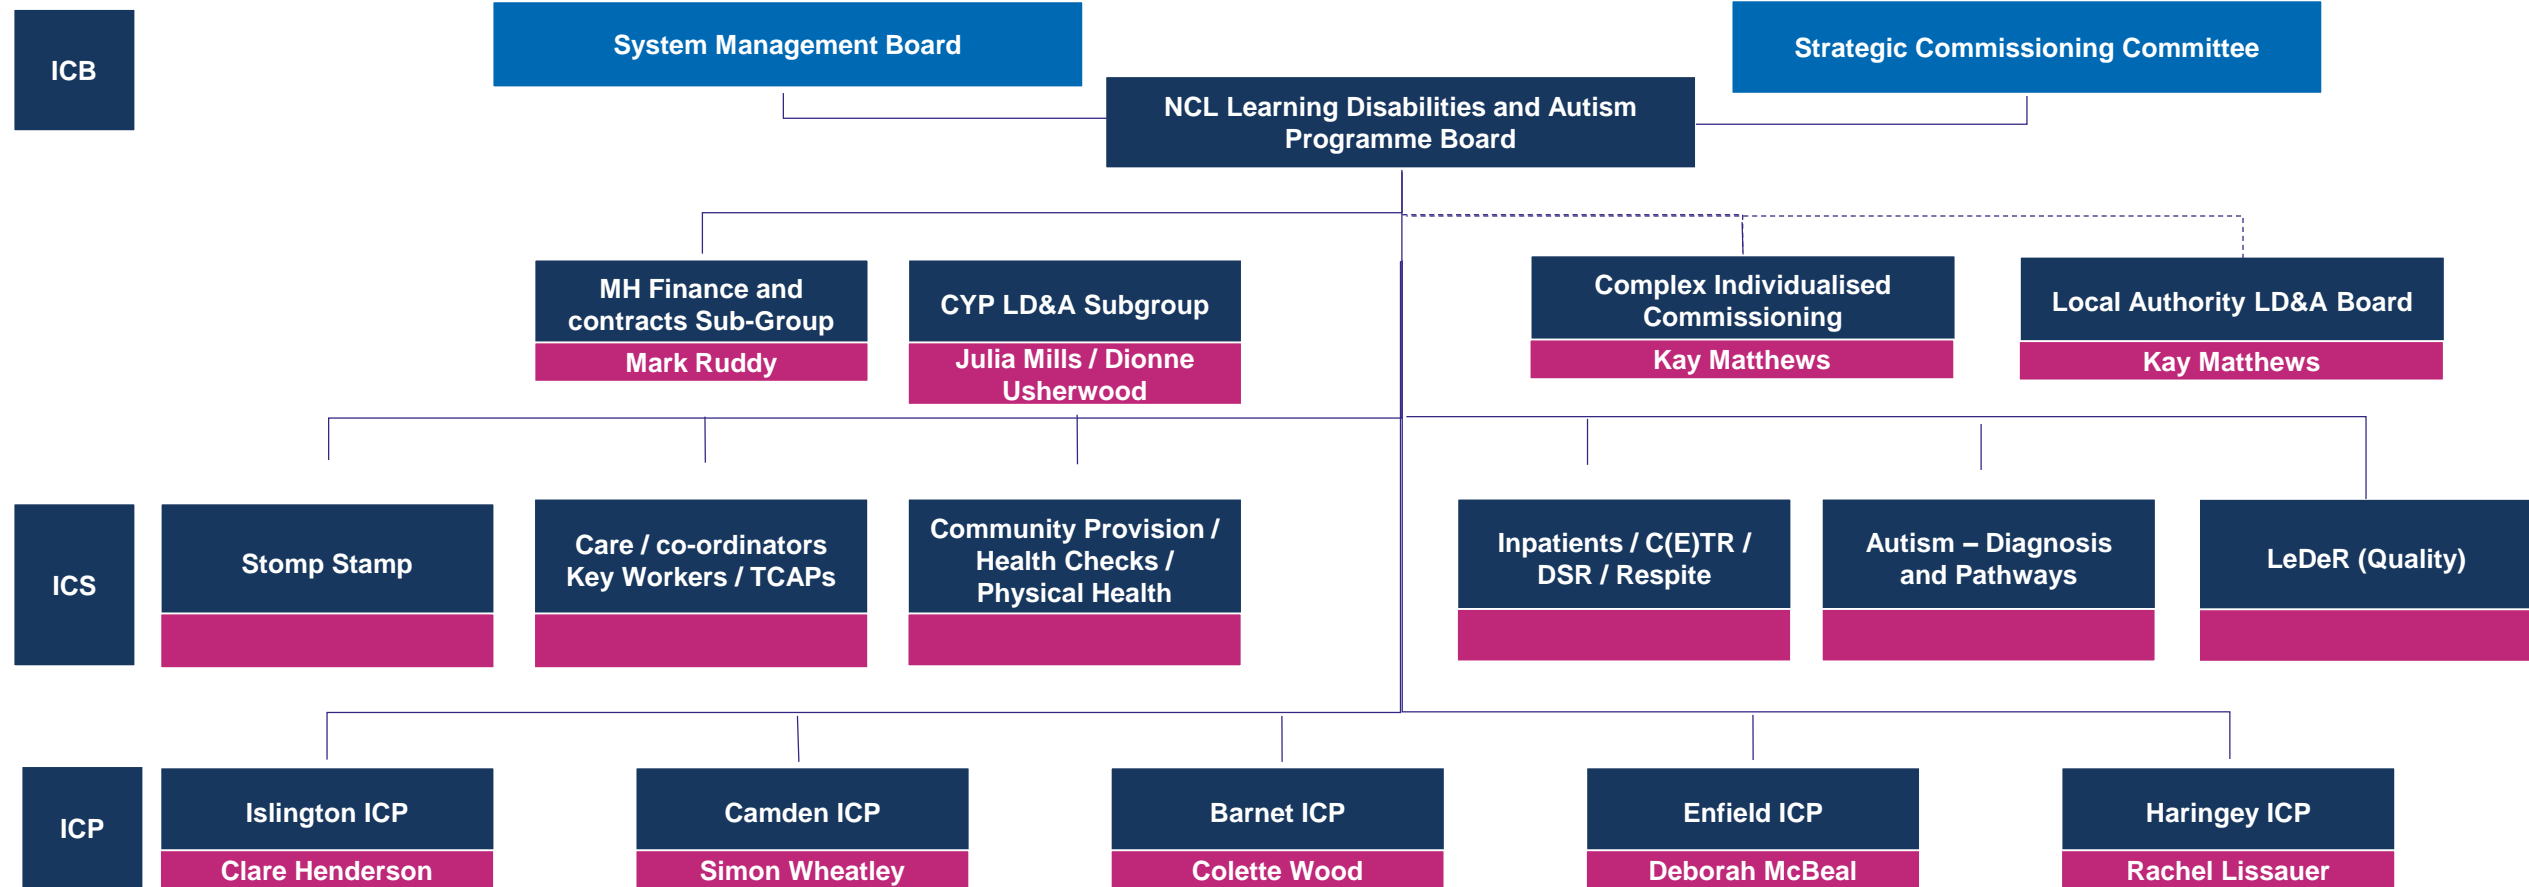 ICB
System Management Board
Strategic Commissioning Committee
NCL Learning Disabilities and Autism
Programme Board
MH Finance and
contracts Sub-Group
Mark Ruddy
CYP LD&A Subgroup
Julia Mills / Dionne
Usherwood
Complex Individualised
Commissioning
Kay Matthews
Local Authority LD&A Board
Kay Matthews
ICS
Stomp Stamp
Care / co-ordinators
Key Workers / TCAPs
Community Provision /
Health Checks /
Physical Health
Inpatients / C(E)TR /
DSR / Respite
Autism – Diagnosis
and Pathways
LeDeR (Quality)
ICP
Islington ICP
Clare Henderson
Camden ICP
Simon Wheatley
Barnet ICP
Colette Wood
Enfield ICP
Deborah McBeal
Haringey ICP
Rachel Lissauer